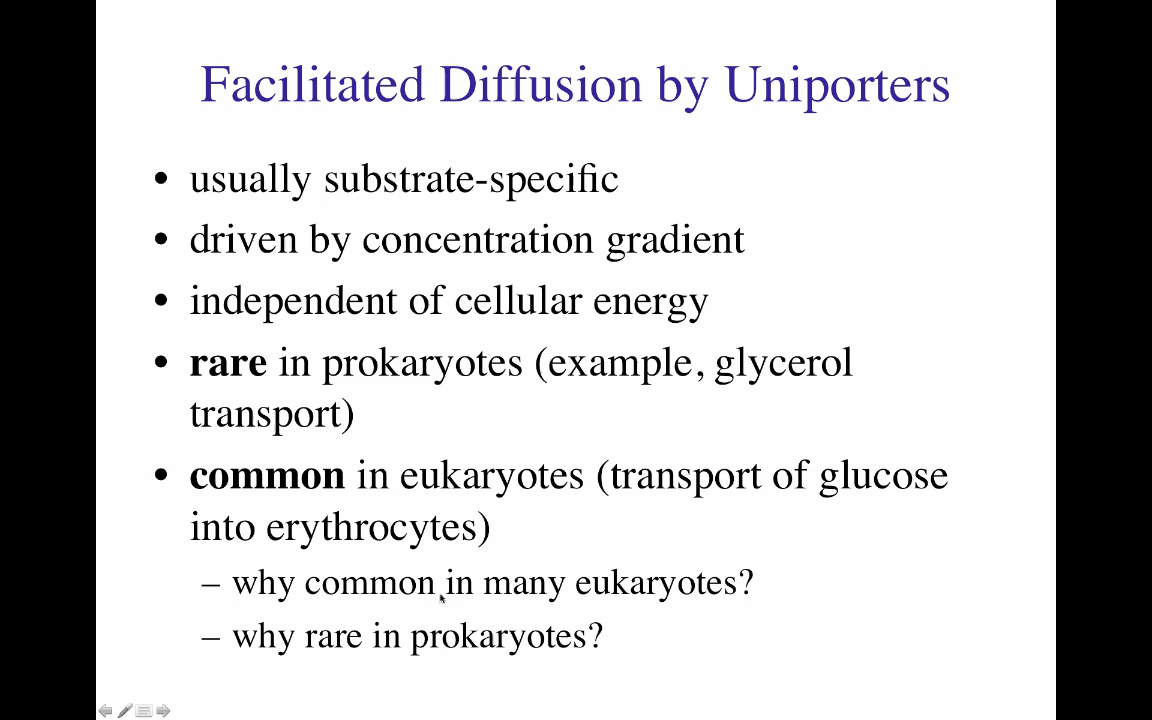 Facilitated Diffusion by Uniporters
• usually substrate-specific
• driven by concentration gradient
• independent of cellular energy
• rare in prokaryotes (example, glycerol
transport)
• common in eukaryotes (transport of glucose
into erythrocytes)
– why common in many eukaryotes?
– why rare in prokaryotes?